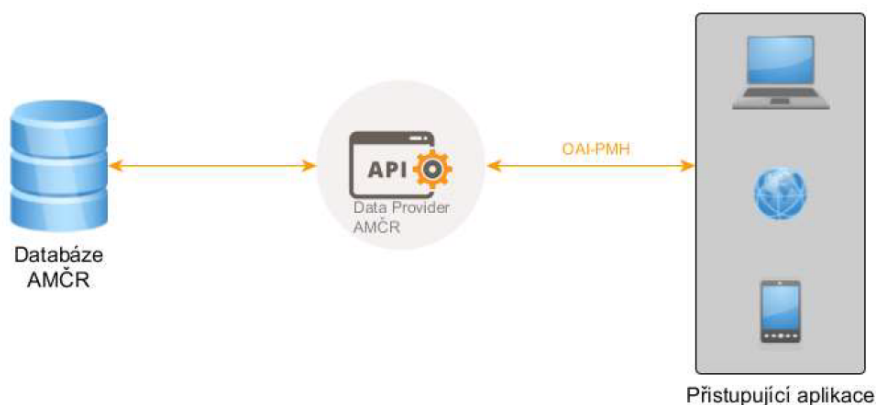 Databáze
AMČR
API
Data Provider
AMČR
OAI-PMH
Přistupující aplikace